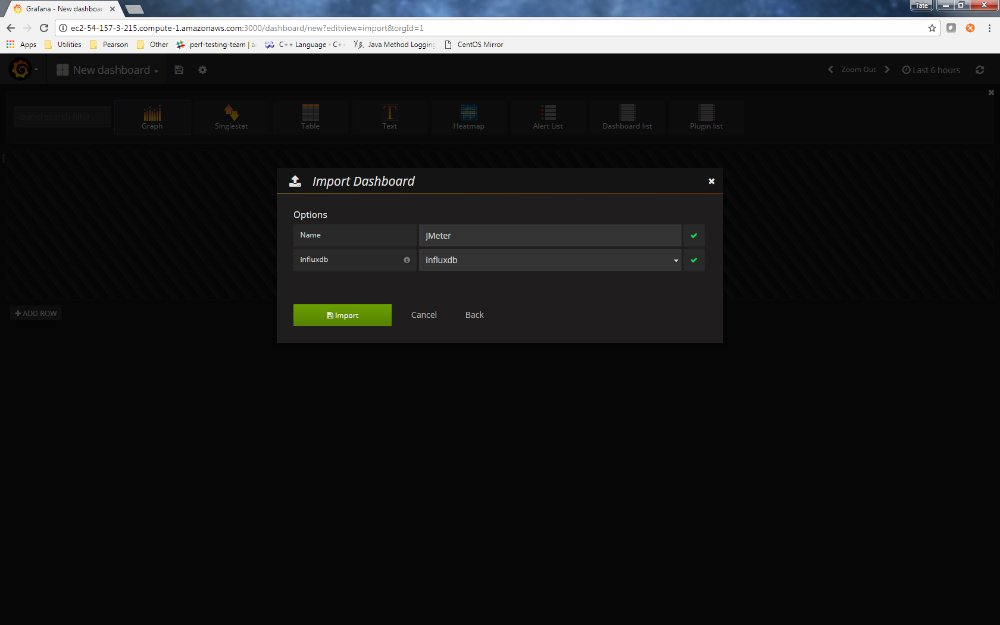 Grafana - New dashboar
Tate
ec2-54-157-3-215.compute-1.amazonaws.com:3000/dashboard/new?editview=import&orgId=1
Apps Utilities Pearson Other perf-testing-team | a C++ Language - C++ Java Method Logging CentOS Mirror
New dashboard Zoom Out Last 6 hours
panel search filter
Graph Singlestat Table Text Heatmap Alert List Dashboard list Plugin list
Import Dashboard
Options
Name JMeter
influxdb influxdb
Import Cancel Back
ADD ROW